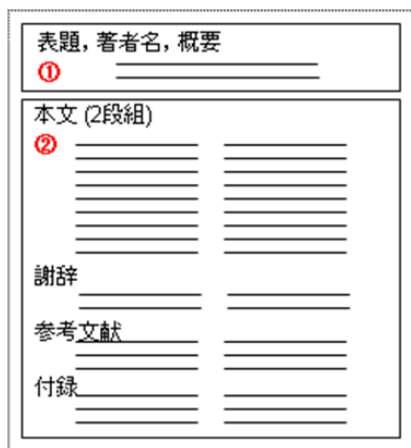 表題, 著者名, 概要
①
本文 (2段組)
②
謝辞
参考文献
付録